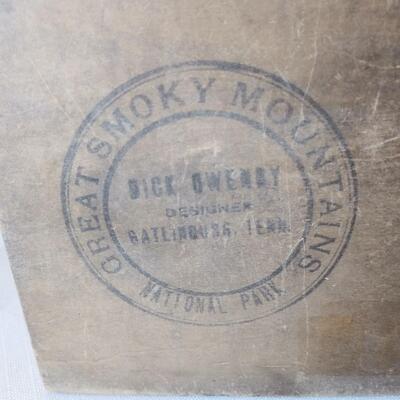 GREAT SMOKY MOUNTAINS
DICK OWENBY
DESIGNER
GATLINBURG, TENN.
NATIONAL PARK